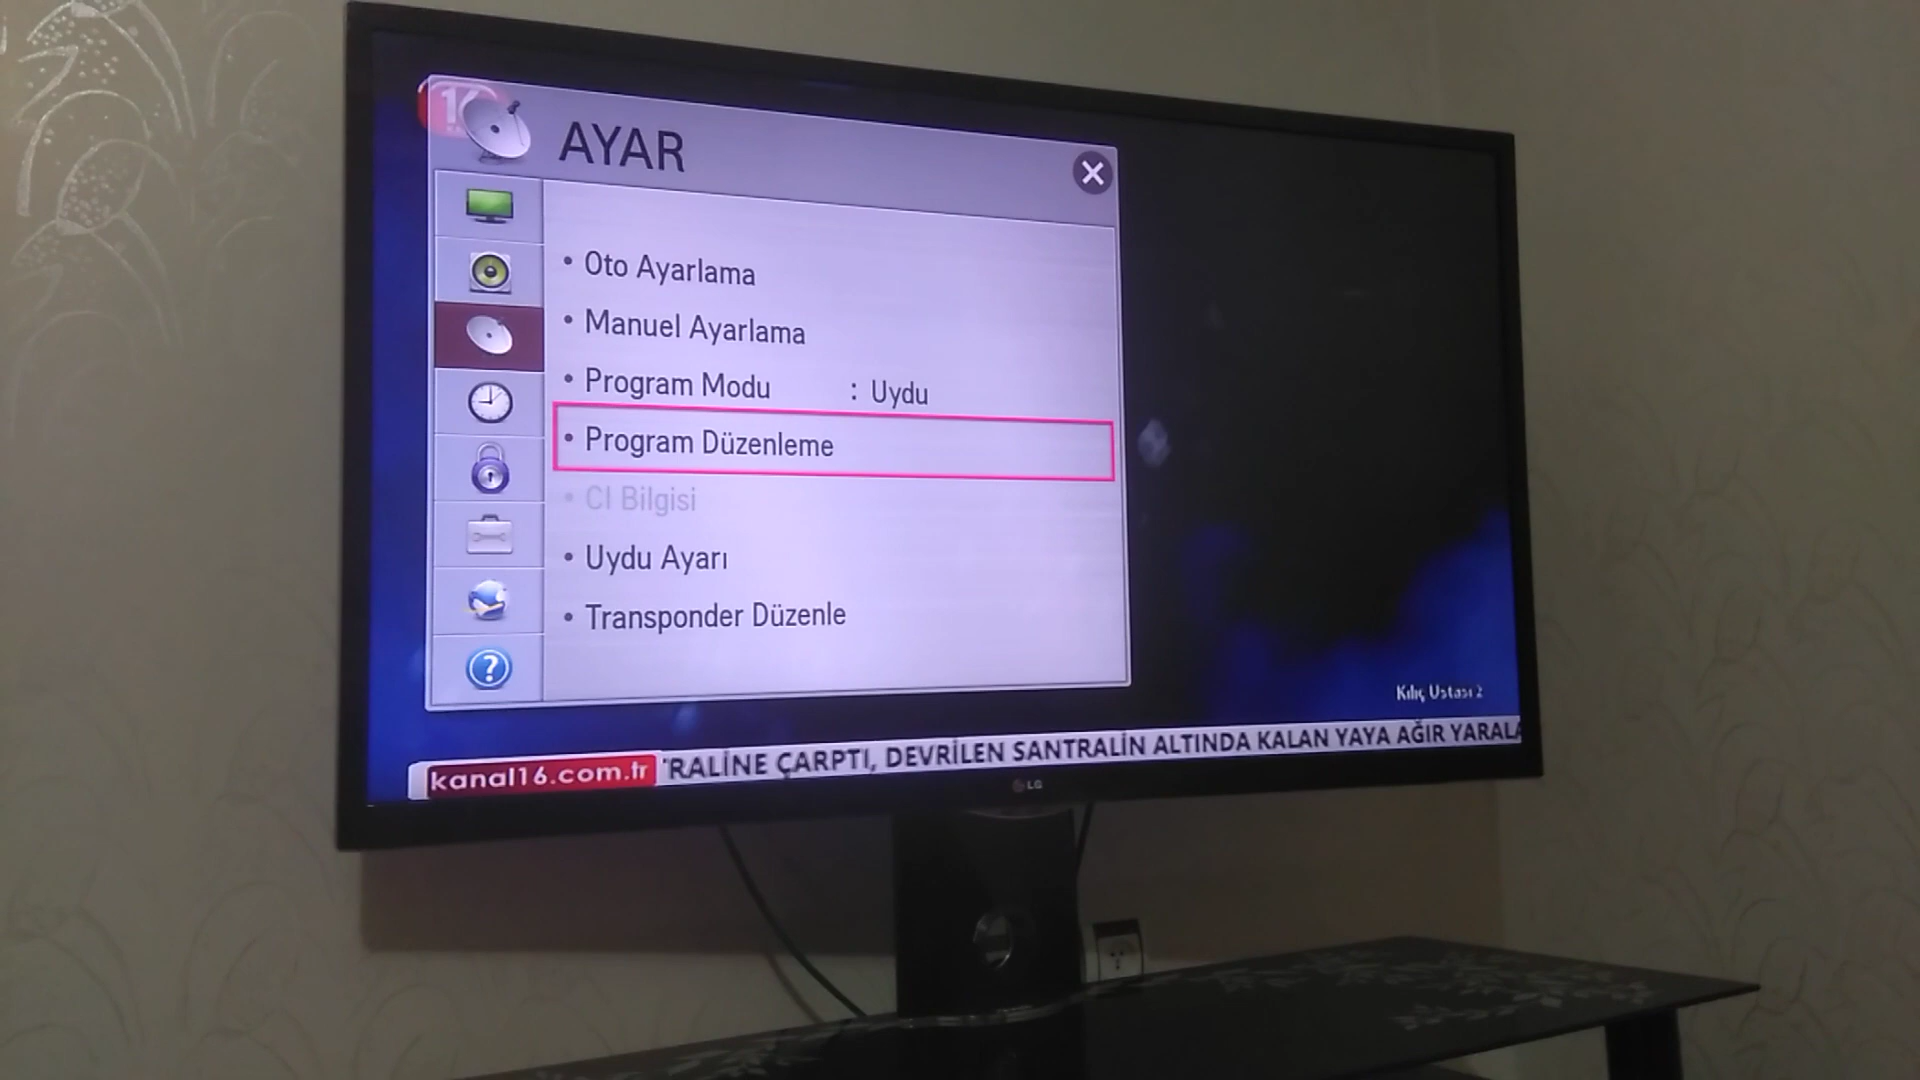 16
AYAR
• Oto Ayarlama
• Manuel Ayarlama
• Program Modu : Uydu
• Program Düzenleme
• CI Bilgisi
• Uydu Ayarı
• Transponder Düzenle
Kılıç Ustası 2
kanal16.com.tr RALİNE ÇARPTI, DEVRİLEN SANTRALİN ALTINDA KALAN YAYA AĞIR YARALA
LG